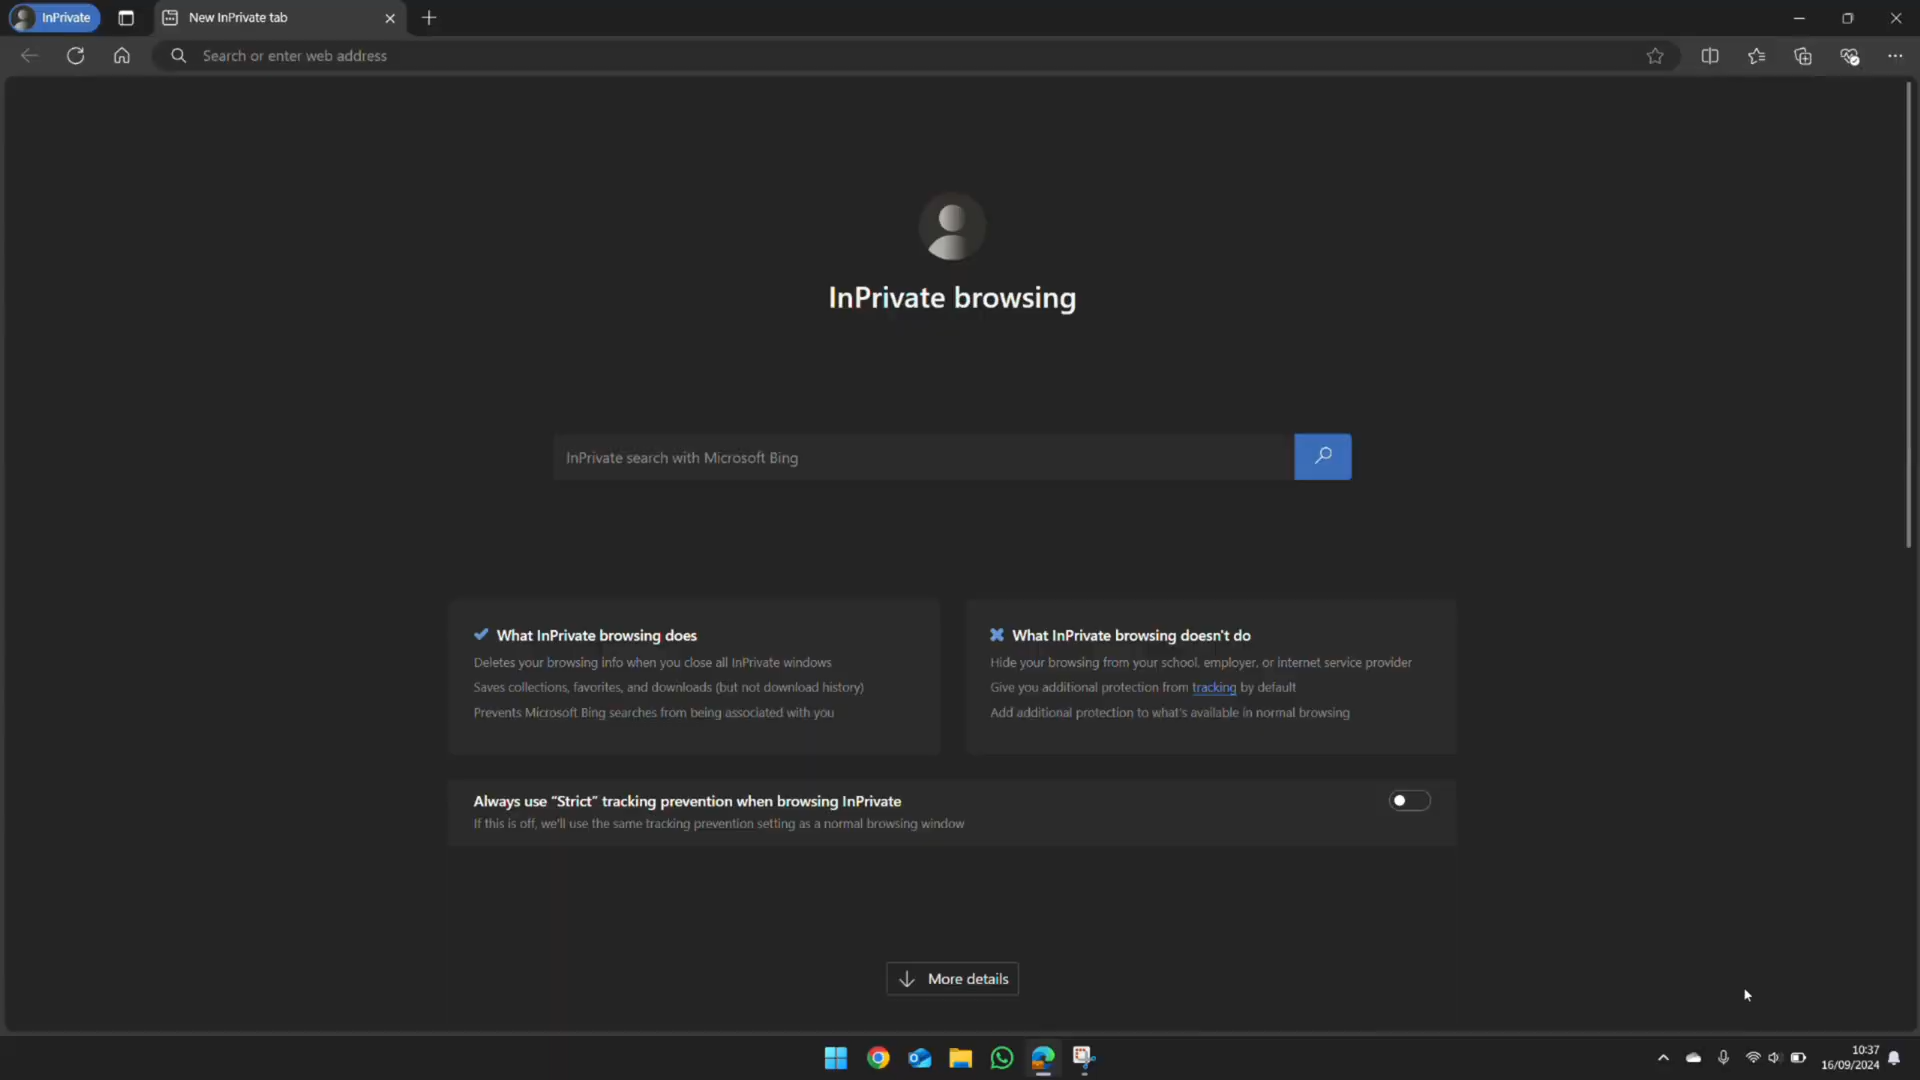 InPrivate
New InPrivate tab
Search or enter web address
InPrivate browsing
InPrivate search with Microsoft Bing
What InPrivate browsing does
Deletes your browsing info when you close all InPrivate windows
Saves collections, favorites, and downloads (but not download history)
Prevents Microsoft Bing searches from being associated with you
What InPrivate browsing doesn't do
Hide your browsing from your school, employer, or internet service provider
Give you additional protection from tracking by default
Add additional protection to what's available in normal browsing
Always use “Strict” tracking prevention when browsing InPrivate
If this is off, we'll use the same tracking prevention setting as a normal browsing window
More details
10:37
16/09/2024